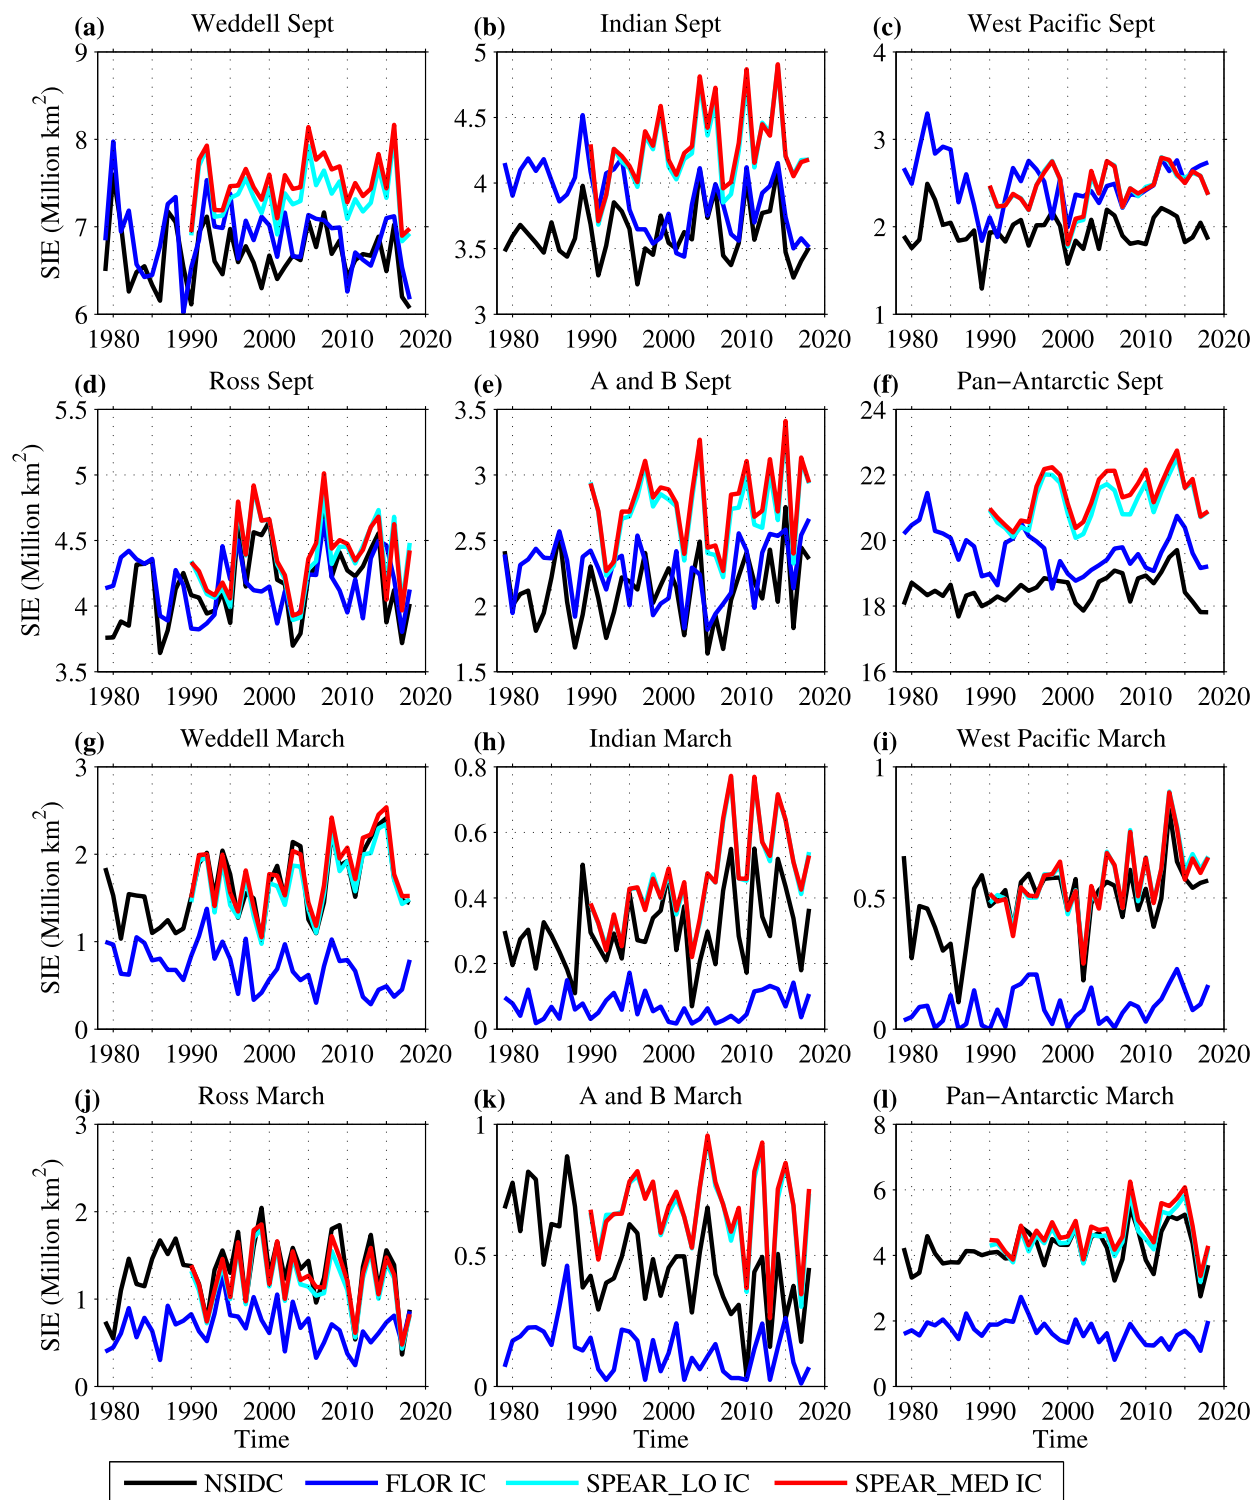 (a) Weddell Sept
(b) Indian Sept
(c) West Pacific Sept
SIE (Million km²)
9
8
7
6
1980 1990 2000 2010 2020
5
4.5
4
3.5
3
1980 1990 2000 2010 2020
4
3
2
1
1980 1990 2000 2010 2020
(d) Ross Sept
(e) A and B Sept
(f) Pan−Antarctic Sept
SIE (Million km²)
5.5
5
4.5
4
3.5
1980 1990 2000 2010 2020
3.5
3
2.5
2
1.5
1980 1990 2000 2010 2020
24
22
20
18
16
1980 1990 2000 2010 2020
(g) Weddell March
(h) Indian March
(i) West Pacific March
SIE (Million km²)
3
2
1
0
1980 1990 2000 2010 2020
0.8
0.6
0.4
0.2
0
1980 1990 2000 2010 2020
1
0.5
0
1980 1990 2000 2010 2020
(j) Ross March
(k) A and B March
(l) Pan−Antarctic March
SIE (Million km²)
3
2
1
0
1980 1990 2000 2010 2020
Time
1
0.5
0
1980 1990 2000 2010 2020
Time
8
6
4
2
0
1980 1990 2000 2010 2020
Time
NSIDC FLOR IC SPEAR_LO IC SPEAR_MED IC